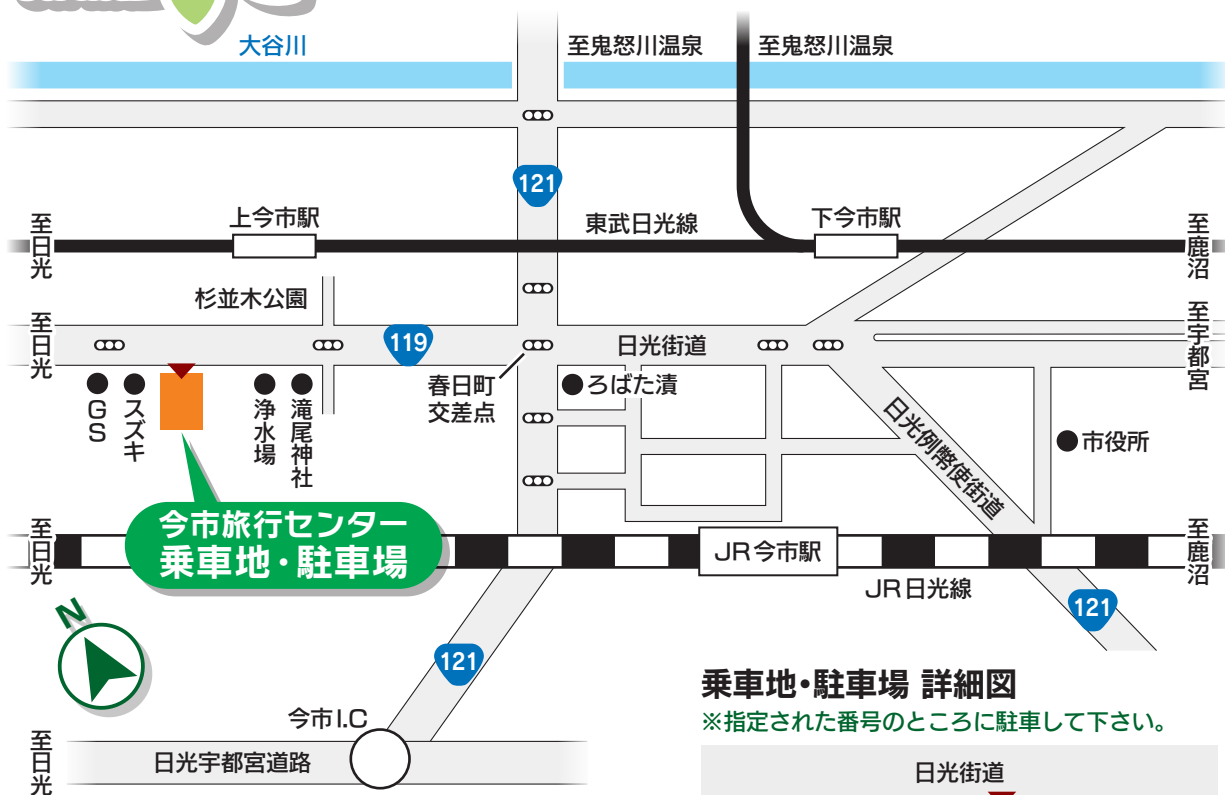 大谷川
至鬼怒川温泉
至鬼怒川温泉
121
上今市駅
東武日光線
下今市駅
至日光
至鹿沼
杉並木公園
至日光
119
日光街道
至宇都宮
GS
スズキ
浄水場
滝尾神社
春日町
交差点
ろばた漬
日光例幣使街道
市役所
今市旅行センター
乗車地・駐車場
至日光
JR今市駅
至鹿沼
JR日光線
121
N
121
今市I.C
至日光
日光宇都宮道路
乗車地・駐車場 詳細図
※指定された番号のところに駐車して下さい。
日光街道